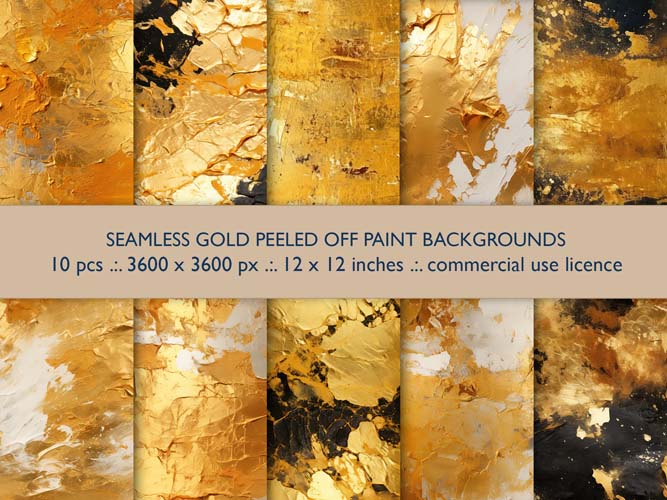 SEAMLESS GOLD PEELED OFF PAINT BACKGROUNDS
10 pcs .:. 3600 x 3600 px .:. 12 x 12 inches .:. commercial use licence